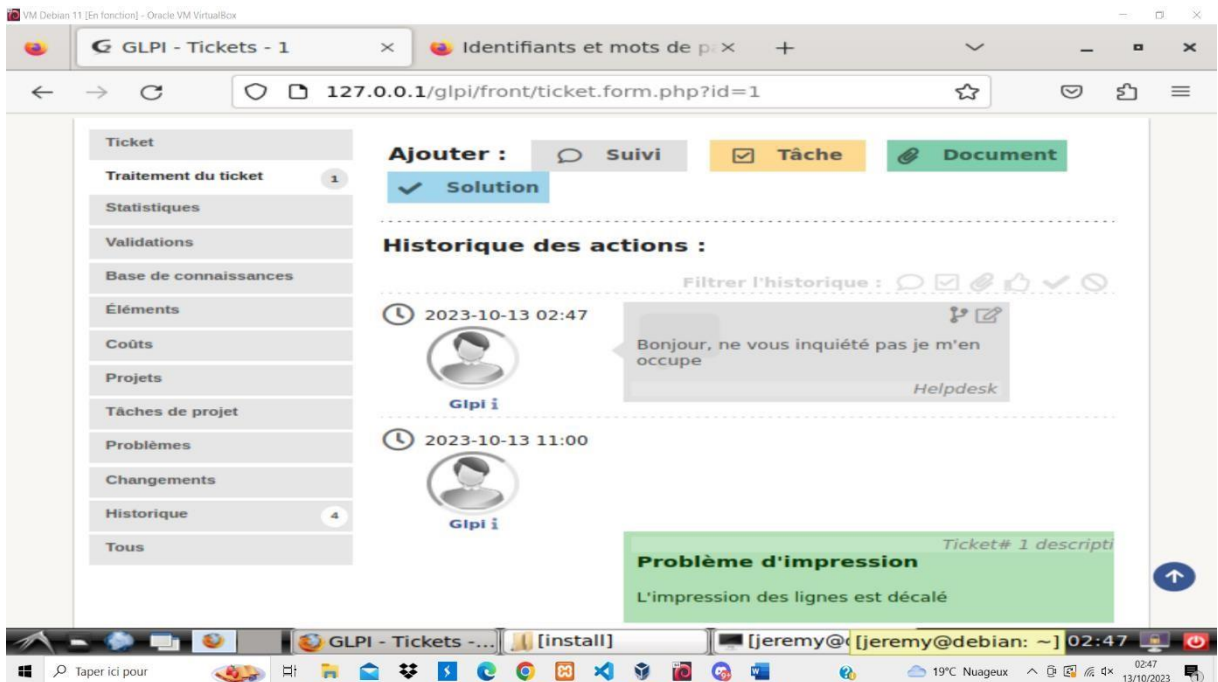 VM Debian 11 [En fonction] - Oracle VM VirtualBox
GLPI - Tickets - 1
Identifiants et mots de pa
127.0.0.1/glpi/front/ticket.form.php?id=1
Ticket
Traitement du ticket 1
Statistiques
Validations
Base de connaissances
Éléments
Coûts
Projets
Tâches de projet
Problèmes
Changements
Historique 4
Tous
Ajouter : Suivi Tâche Document
Solution
Historique des actions :
Filtrer l'historique :
2023-10-13 02:47
Bonjour, ne vous inquiété pas je m'en
occupe
Helpdesk
Glpi i
2023-10-13 11:00
Glpi i
Ticket# 1 descripti
Problème d'impression
L'impression des lignes est décalé
GLPI - Tickets -... [install] [jeremy@d [jeremy@debian: ~] 02:47
Taper ici pour 19°C Nuageux 02:47
13/10/2023